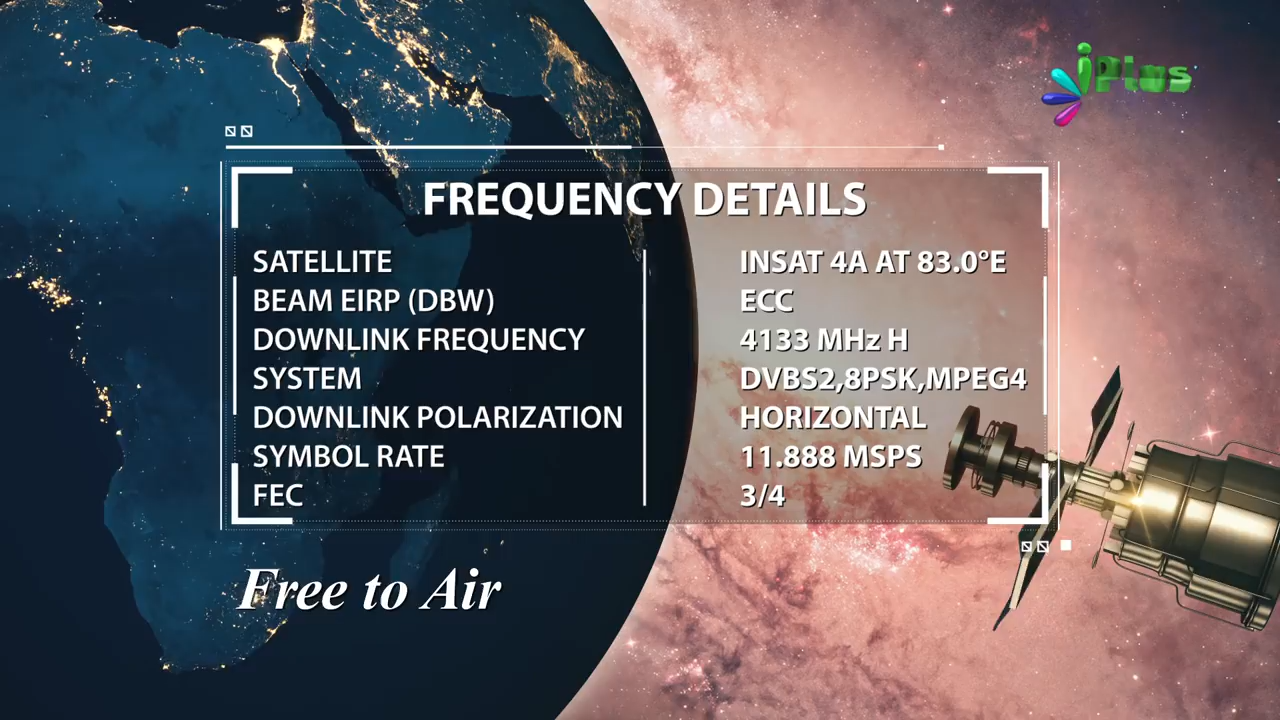 iPlus
FREQUENCY DETAILS
SATELLITE INSAT 4A AT 83.0°E
BEAM EIRP (DBW) ECC
DOWNLINK FREQUENCY 4133 MHz H
SYSTEM DVBS2,8PSK,MPEG4
DOWNLINK POLARIZATION HORIZONTAL
SYMBOL RATE 11.888 MSPS
FEC 3/4
Free to Air